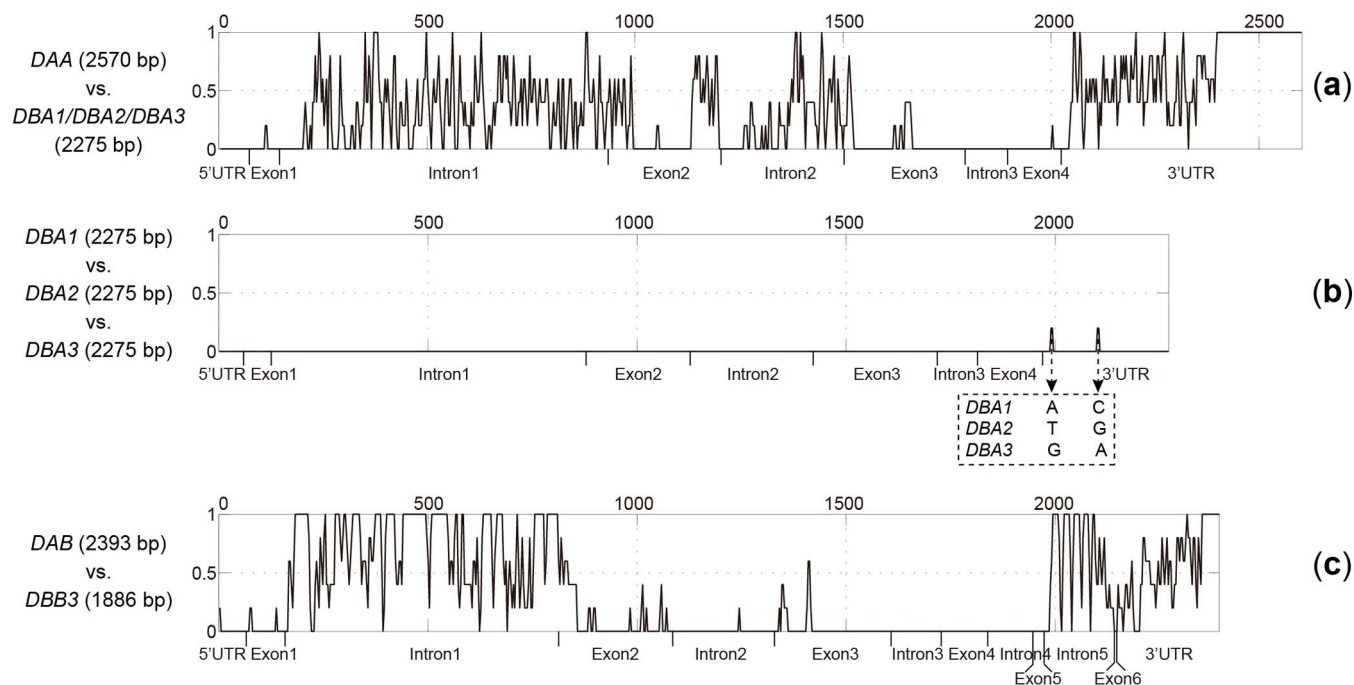 0 500 1000 1500 2000 2500
1
0.5
0
DAA (2570 bp)
vs.
DBA1/DBA2/DBA3
(2275 bp)
(a)
5'UTR Exon1 Intron1 Exon2 Intron2 Exon3 Intron3 Exon4 3'UTR
0 500 1000 1500 2000
1
0.5
0
DBA1 (2275 bp)
vs.
DBA2 (2275 bp)
vs.
DBA3 (2275 bp)
(b)
5'UTR Exon1 Intron1 Exon2 Intron2 Exon3 Intron3 Exon4 3'UTR
DBA1 A C
DBA2 T G
DBA3 G A
0 500 1000 1500 2000
1
0.5
0
DAB (2393 bp)
vs.
DBB3 (1886 bp)
(c)
5'UTR Exon1 Intron1 Exon2 Intron2 Exon3 Intron3 Exon4 Intron4 Intron5 3'UTR
Exon5 Exon6